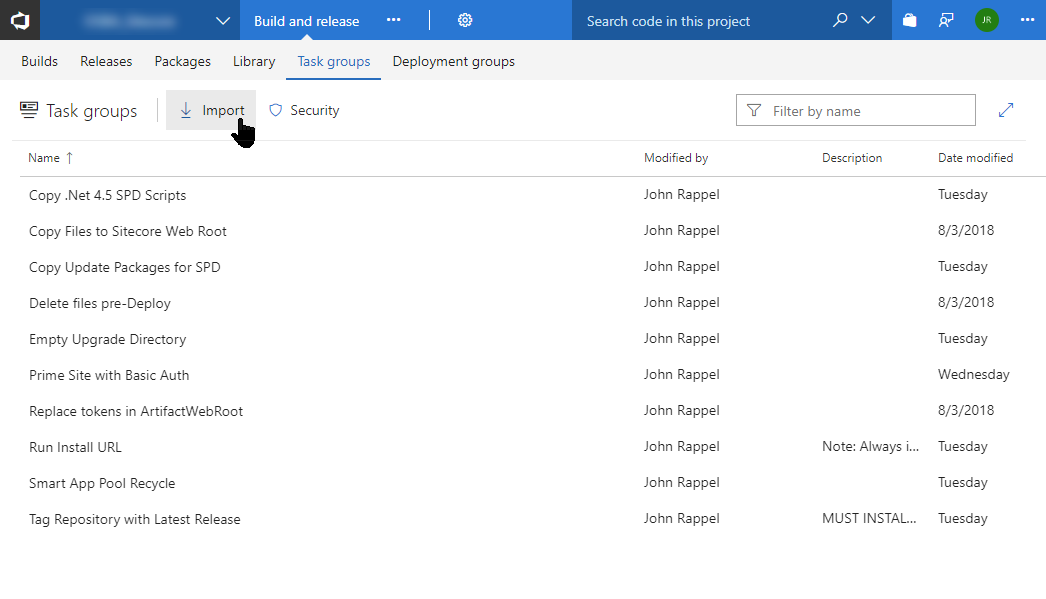 Build and release ... Search code in this project JR ...
Builds Releases Packages Library Task groups Deployment groups
Task groups Import Security Filter by name
Name ↑ Modified by Description Date modified
Copy .Net 4.5 SPD Scripts John Rappel Tuesday
Copy Files to Sitecore Web Root John Rappel 8/3/2018
Copy Update Packages for SPD John Rappel Tuesday
Delete files pre-Deploy John Rappel 8/3/2018
Empty Upgrade Directory John Rappel Tuesday
Prime Site with Basic Auth John Rappel Wednesday
Replace tokens in ArtifactWebRoot John Rappel 8/3/2018
Run Install URL John Rappel Note: Always i... Tuesday
Smart App Pool Recycle John Rappel Tuesday
Tag Repository with Latest Release John Rappel MUST INSTAL... Tuesday